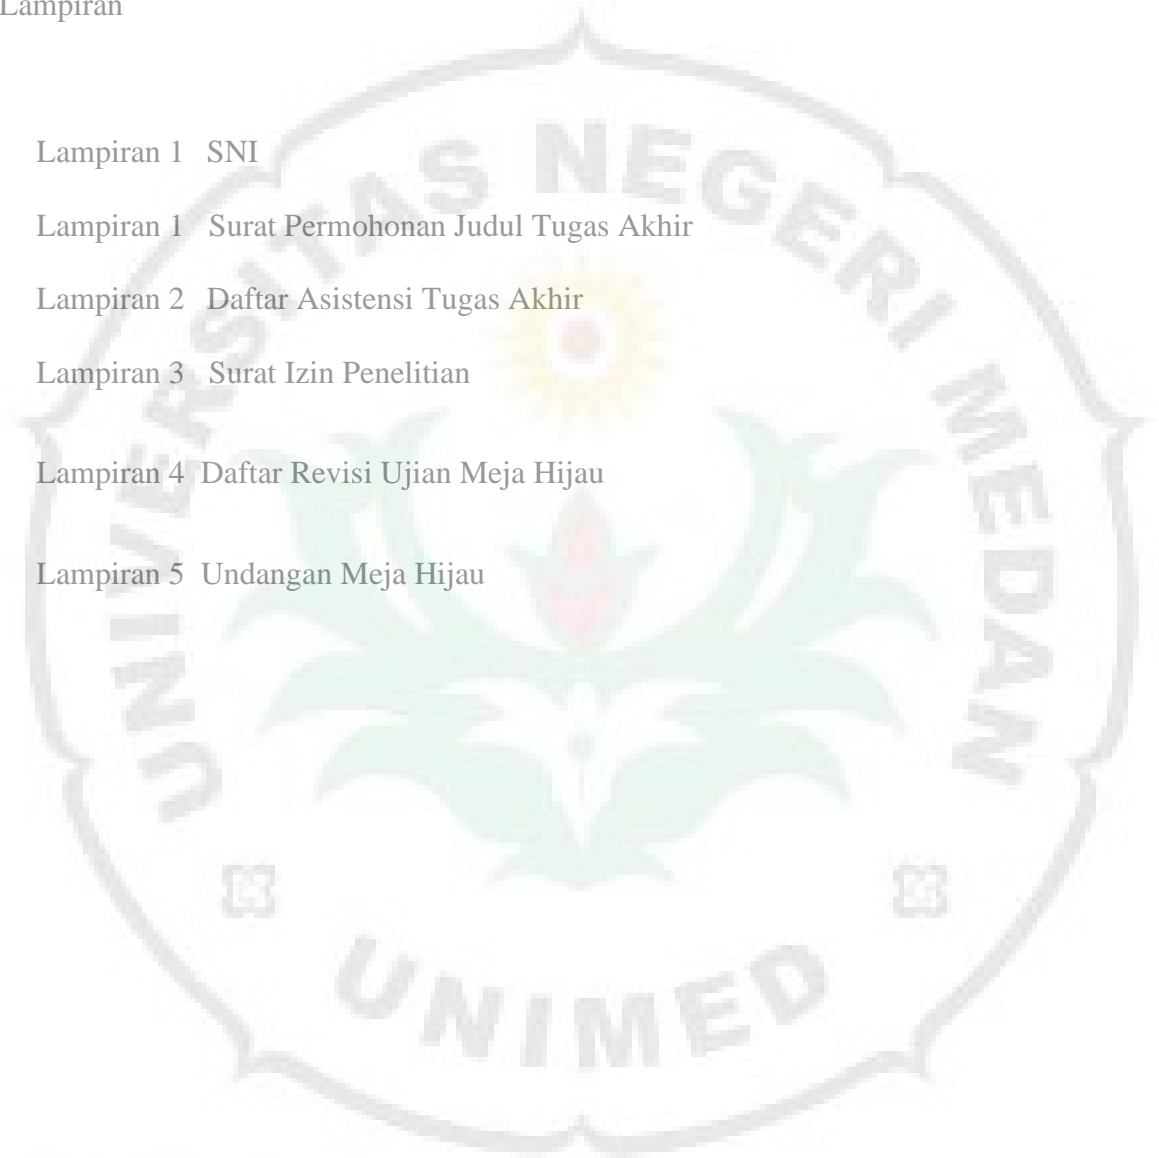 Lampiran
Lampiran 1 SNI
Lampiran 1 Surat Permohonan Judul Tugas Akhir
Lampiran 2 Daftar Asistensi Tugas Akhir
Lampiran 3 Surat Izin Penelitian
Lampiran 4 Daftar Revisi Ujian Meja Hijau
Lampiran 5 Undangan Meja Hijau
UNIVERSITAS NEGERI MEDAN
UNIMED